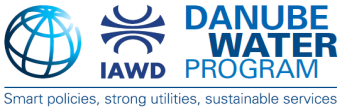 DANUBE
WATER
IAWD PROGRAM
Smart policies, strong utilities, sustainable services